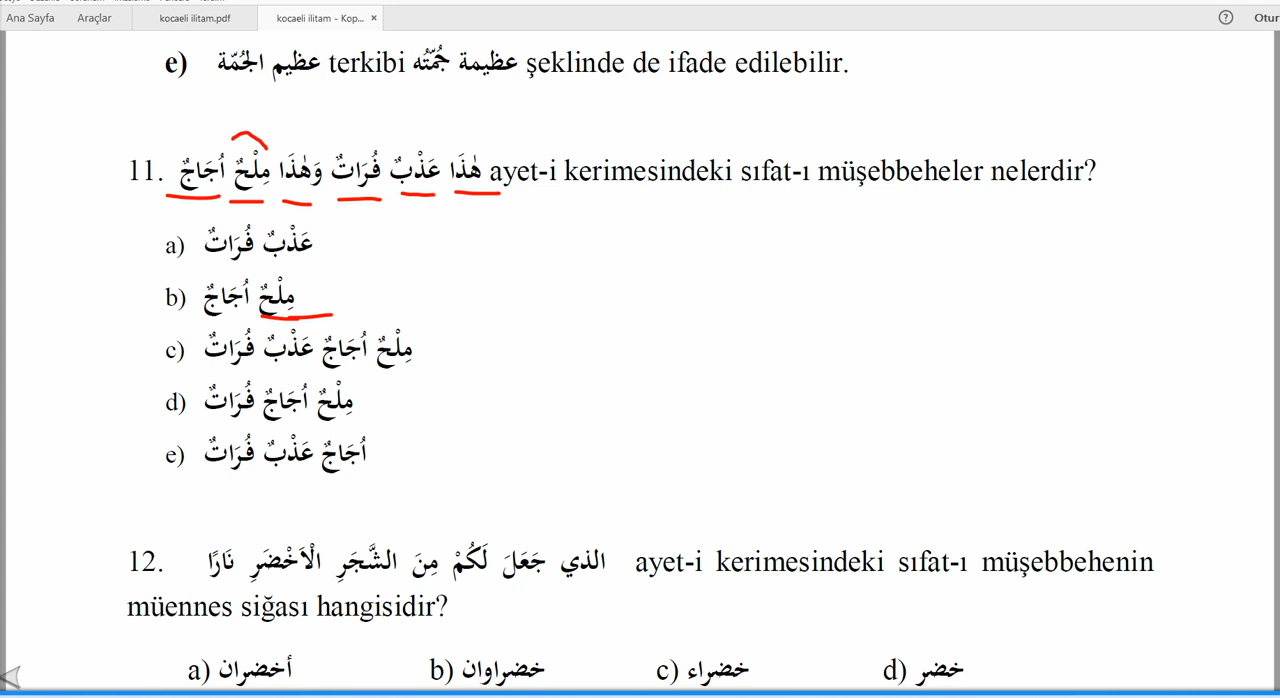 Ana Sayfa Araçlar kocaeli ilitam.pdf kocaeli ilitam - Kop... × ? Otur
e) عظيم الجُمّة terkibi عظيمة جُمّتُه şeklinde de ifade edilebilir.
11. هٰذَا عَذْبٌ فُرَاتٌ وَهٰذَا مِلْحٌ اُجَاجٌ ayet-i kerimesindeki sıfat-ı müşebbeheler nelerdir?
a) عَذْبٌ فُرَاتٌ
b) مِلْحٌ اُجَاجٌ
c) مِلْحٌ اُجَاجٌ عَذْبٌ فُرَاتٌ
d) مِلْحٌ اُجَاجٌ فُرَاتٌ
e) اُجَاجٌ عَذْبٌ فُرَاتٌ
12. الذي جَعَلَ لَكُمْ مِنَ الشَّجَرِ الْاَخْضَرِ نَارًا ayet-i kerimesindeki sıfat-ı müşebbehenin
müennes siğası hangisidir?
a) أخضران b) خضراوان c) خضراء d) خضر